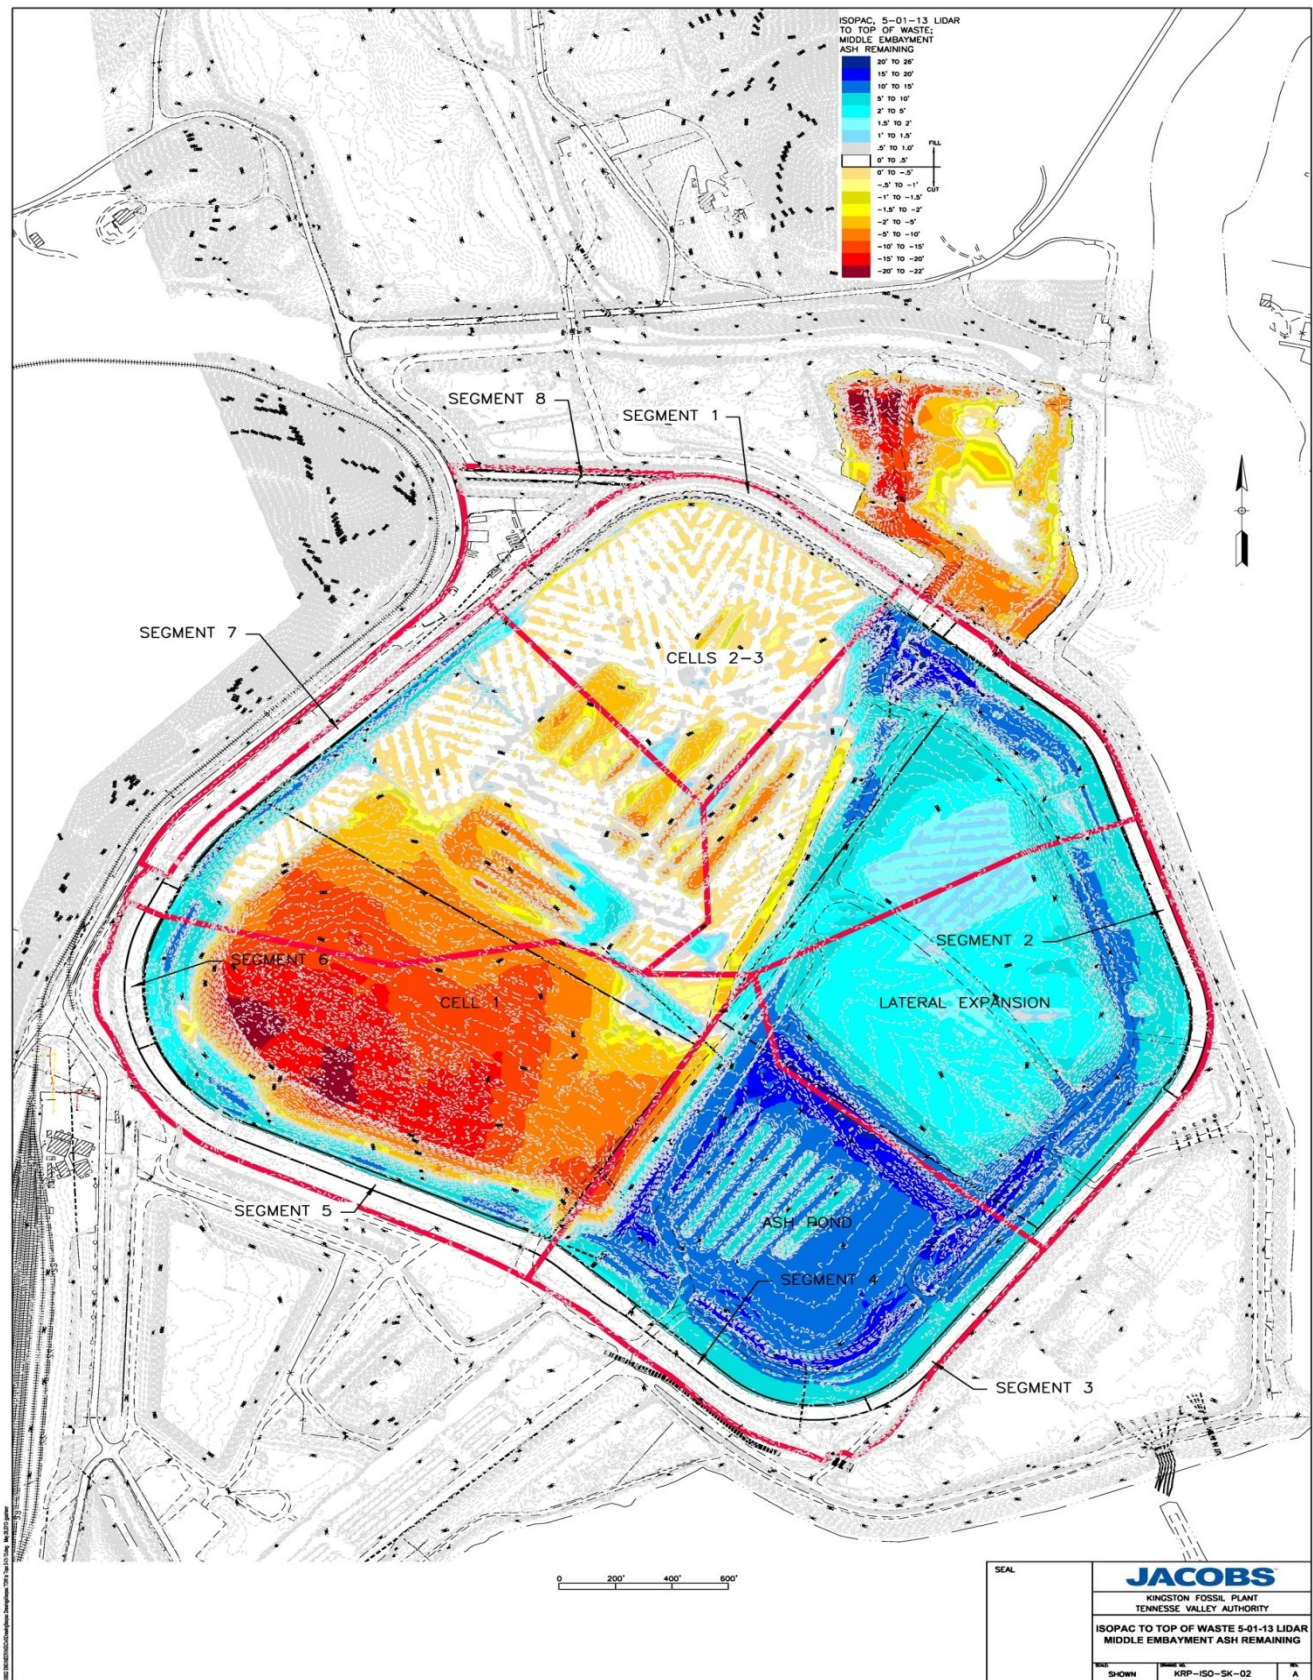 ISOPAC, 5-01-13 LIDAR
TO TOP OF WASTE;
MIDDLE EMBAYMENT
ASH REMAINING
20' TO 26'
15' TO 20'
10' TO 15'
5' TO 10'
2' TO 5'
1.5' TO 2'
1' TO 1.5'
.5' TO 1.0'
0' TO .5'
0' TO -.5'
-.5' TO -1'
-1' TO -1.5'
-1.5' TO -2'
-2' TO -5'
-5' TO -10'
-10' TO -15'
-15' TO -20'
-20' TO -22'
FILL
CUT
SEGMENT 8
SEGMENT 1
SEGMENT 7
CELLS 2-3
SEGMENT 2
SEGMENT 6
CELL 1
LATERAL EXPANSION
SEGMENT 5
ASH POND
SEGMENT 4
SEGMENT 3
0 200' 400' 600'
SEAL
JACOBS
KINGSTON FOSSIL PLANT
TENNESSEE VALLEY AUTHORITY
ISOPAC TO TOP OF WASTE 5-01-13 LIDAR
MIDDLE EMBAYMENT ASH REMAINING
SHOWN
KRP-ISO-SK-02
A